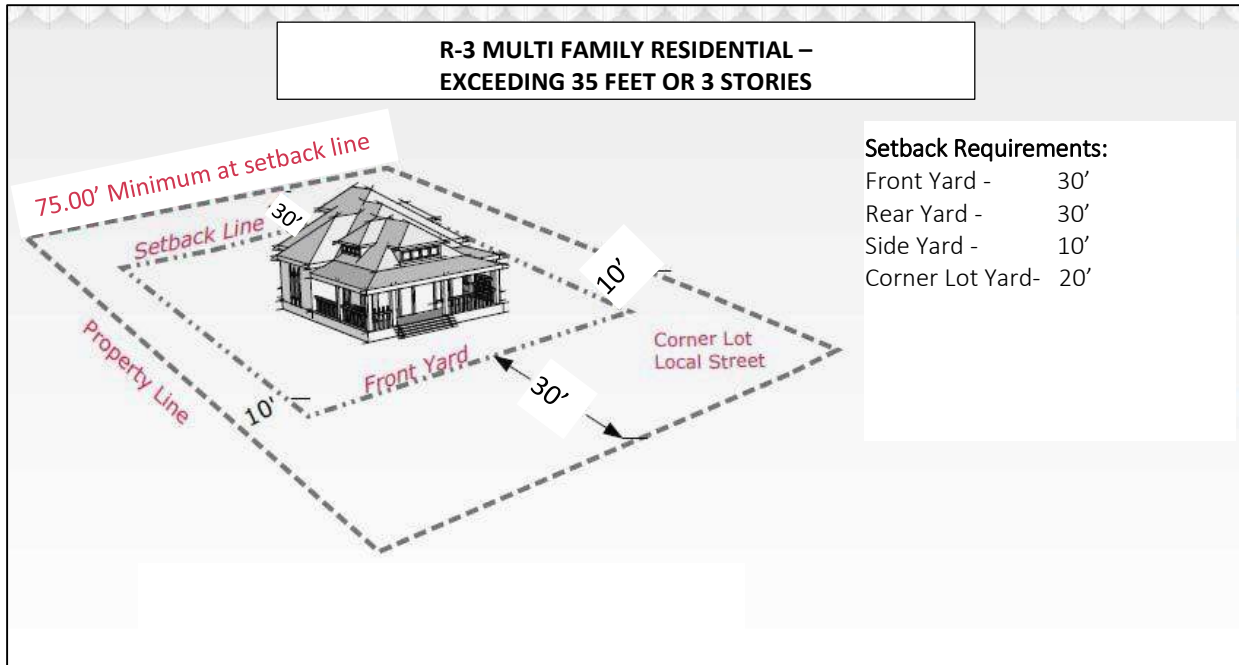 R-3 MULTI FAMILY RESIDENTIAL –
EXCEEDING 35 FEET OR 3 STORIES
75.00’ Minimum at setback line
Setback Line
30’
10’
Property Line
10’
Front Yard
30’
Corner Lot
Local Street
Setback Requirements:
Front Yard - 30’
Rear Yard - 30’
Side Yard - 10’
Corner Lot Yard- 20’